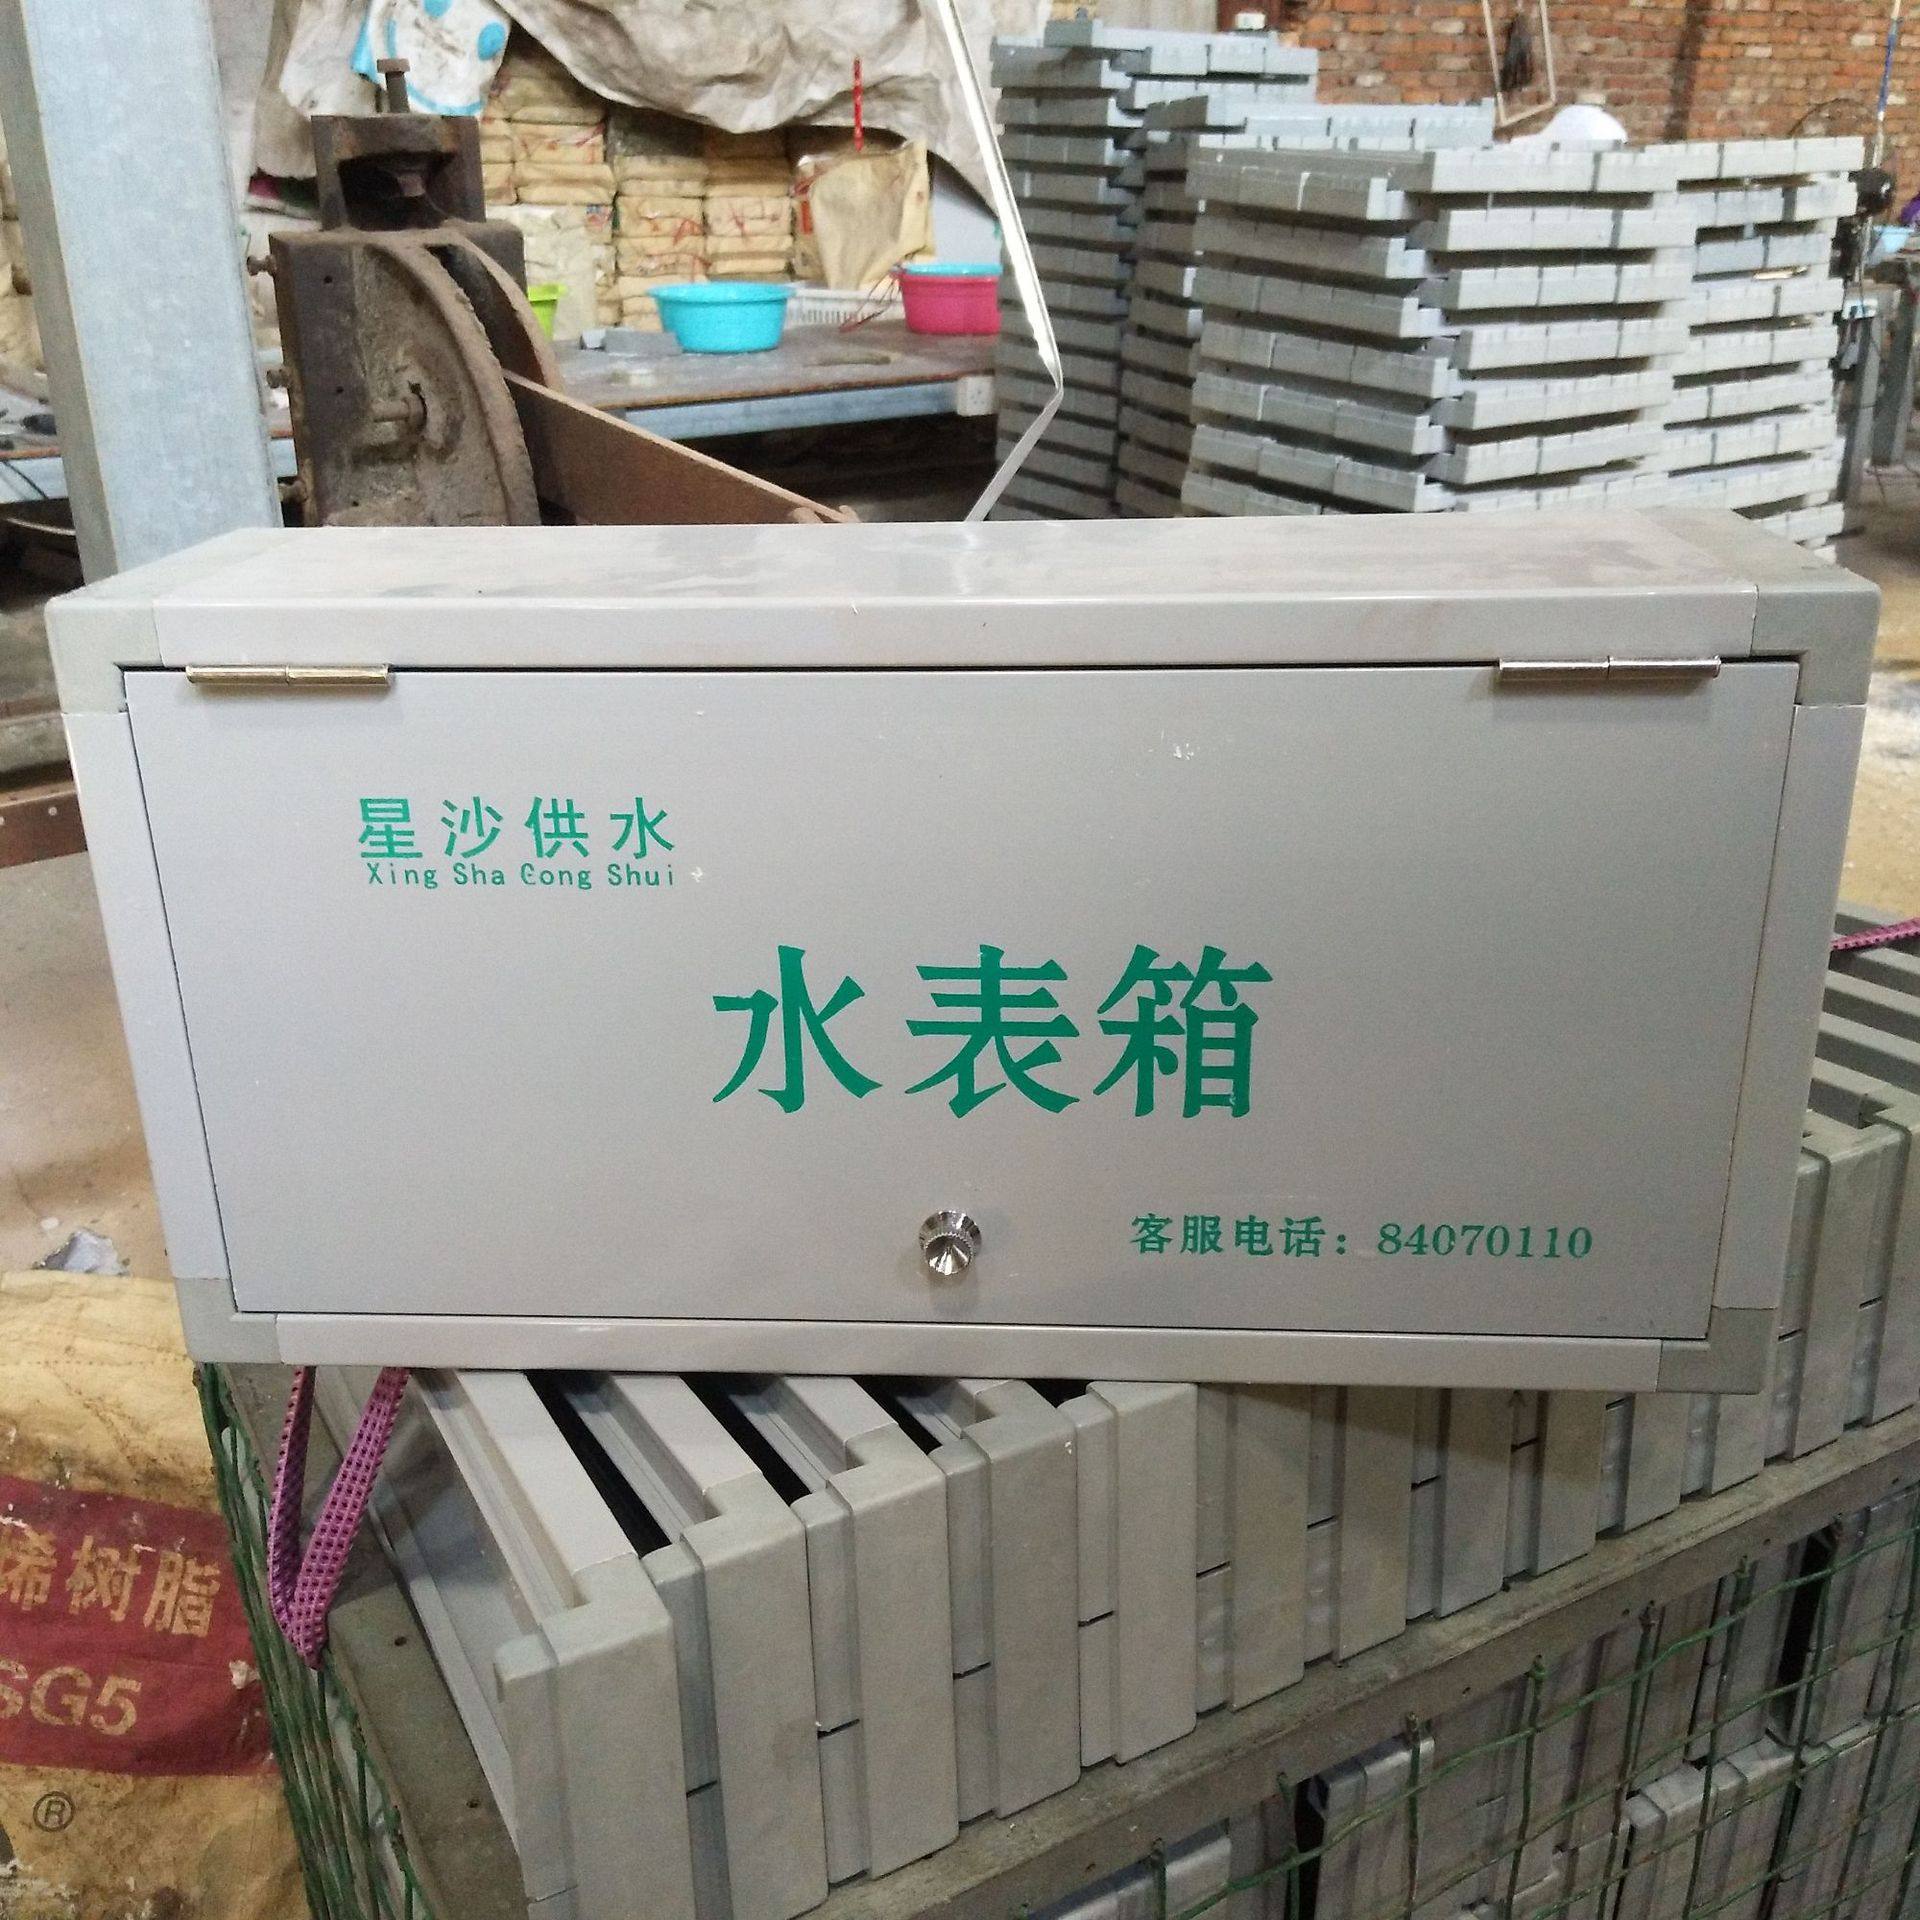 星沙供水
Xing Sha Gong Shui
水表箱
客服电话：84070110
烯树脂
SG5
®